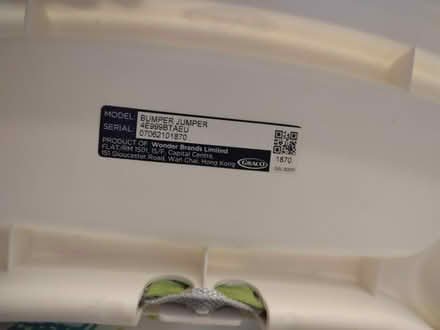 MODEL: BUMPER JUMPER
SERIAL: 4E999BTAEU
07062101870
PRODUCT OF: Wonder Brands Limited
FLAT/RM 1501, 15/F, Capital Centre,
151 Gloucester Road, Wan Chai, Hong Kong
GRACO
1870